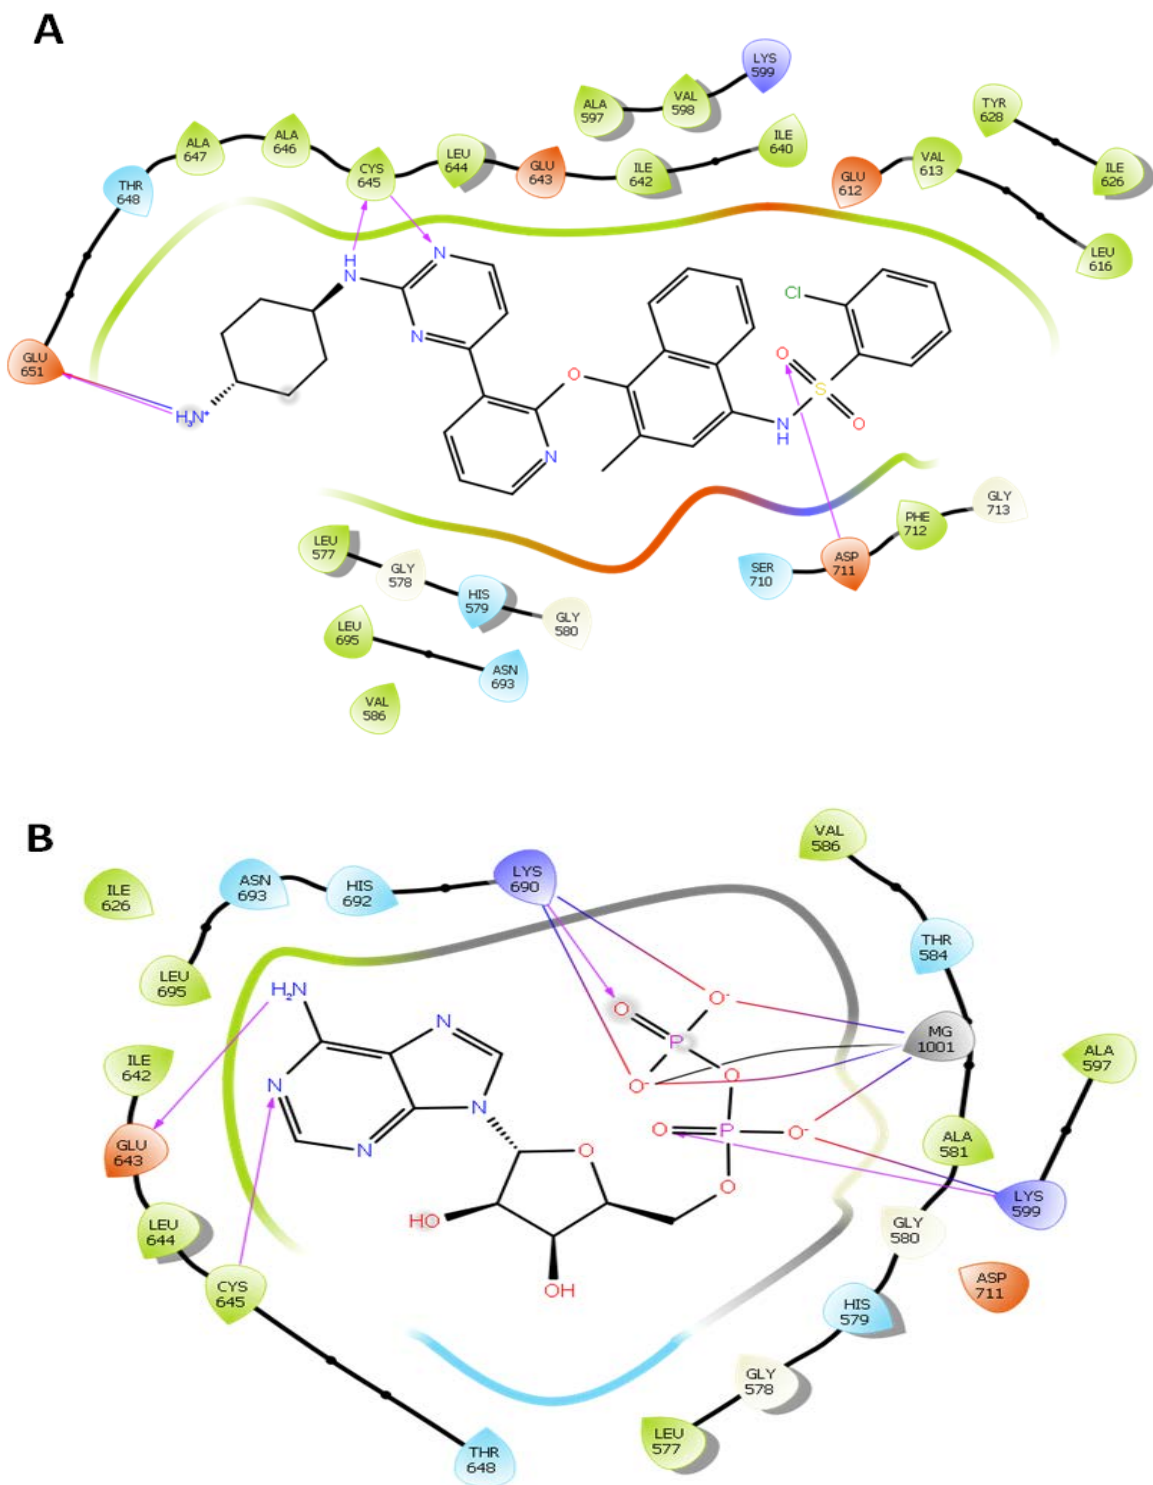 A
LYS
599
ALA
597
VAL
598
TYR
628
ALA
647
ALA
646
THR
648
CYS
645
LEU
644
GLU
643
ILE
642
ILE
640
GLU
612
VAL
613
ILE
626
LEU
616
H
N
N
N
Cl
O
S
O
O
N
H
N
GLU
651
H₃N⁺
LEU
577
GLY
578
HIS
579
GLY
580
LEU
695
ASN
693
VAL
586
SER
710
ASP
711
PHE
712
GLY
713
B
ILE
626
ASN
693
HIS
692
LYS
690
VAL
586
THR
584
LEU
695
H₂N
N
N
N
N
O
P
O⁻
O⁻
O
MG
1001
ALA
597
ILE
642
GLU
643
O
P
O⁻
O
O
ALA
581
LYS
599
LEU
644
HO
OH
GLY
580
CYS
645
ASP
711
HIS
579
GLY
578
LEU
577
THR
648